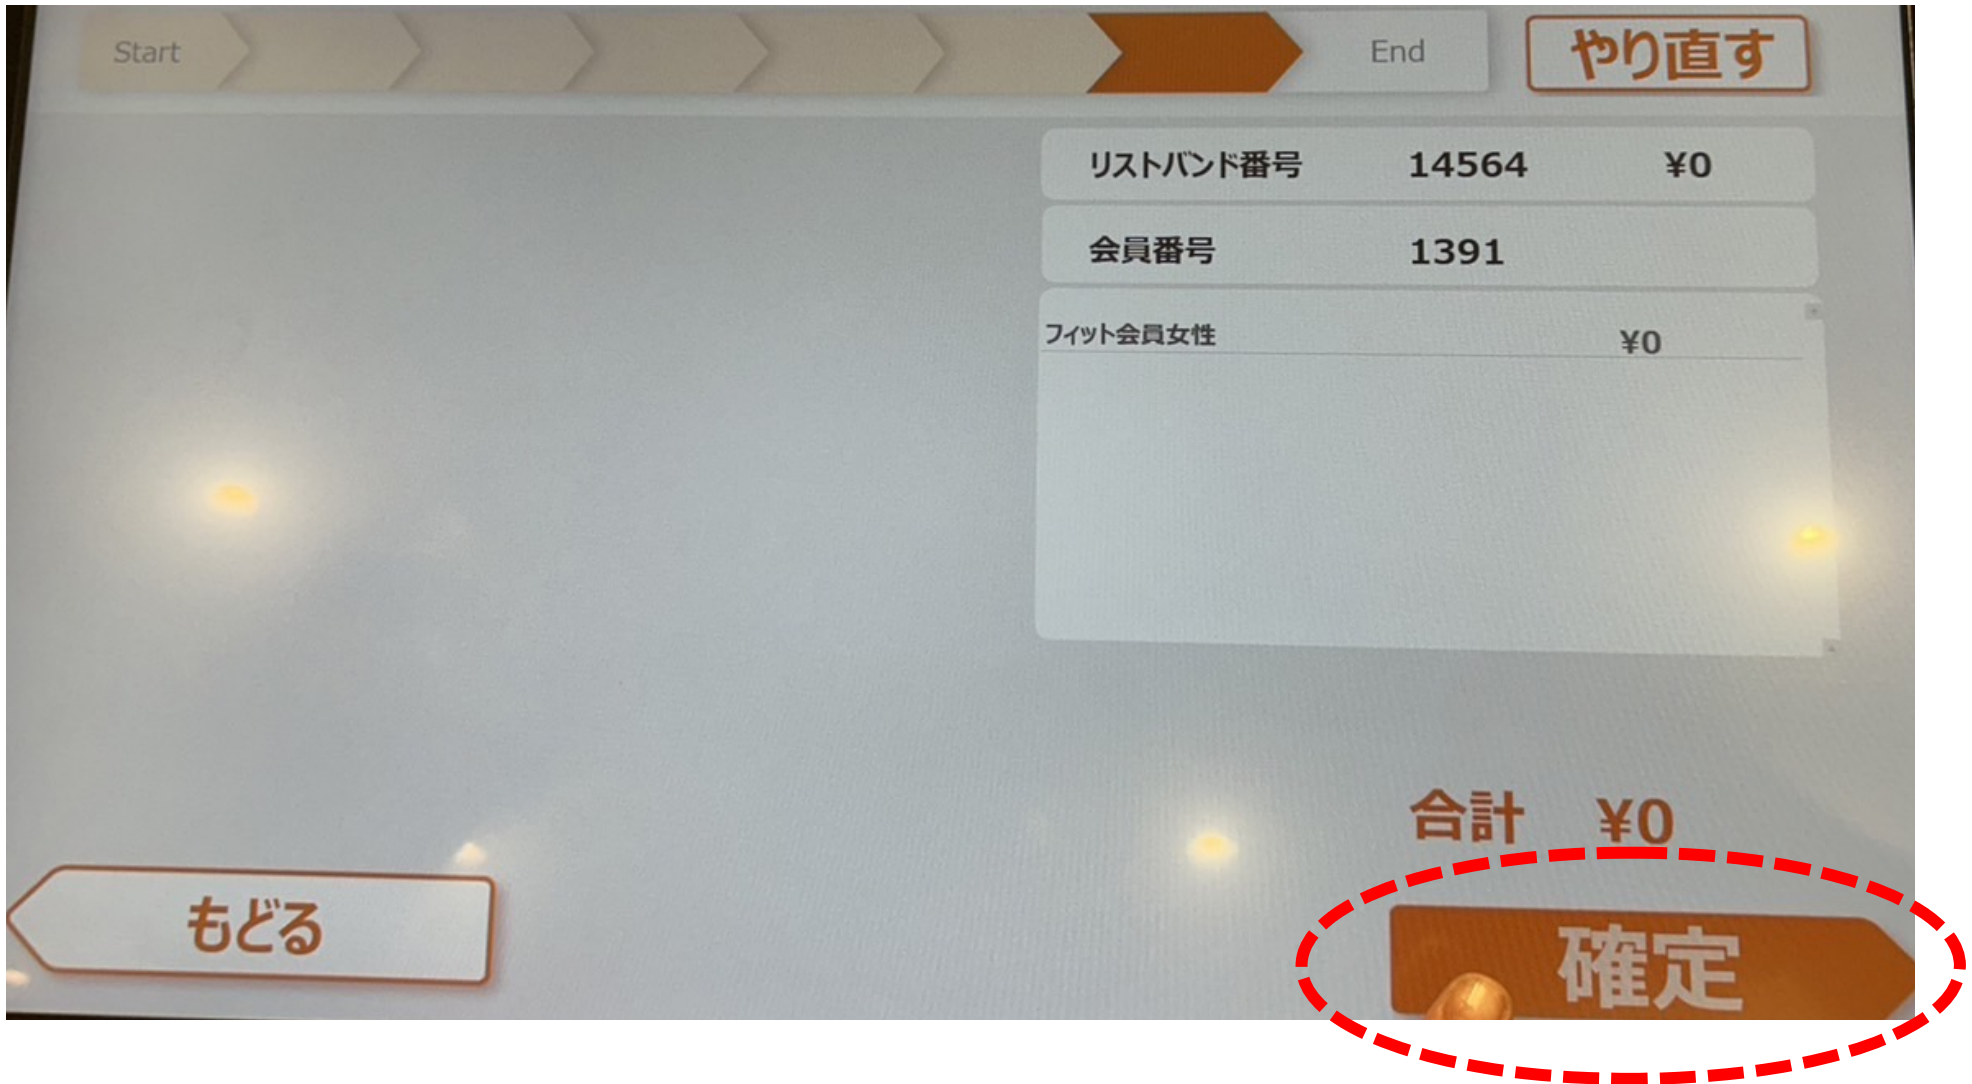 Start
End
やり直す
リストバンド番号 14564 ¥0
会員番号 1391
フィット会員女性 ¥0
合計 ¥0
もどる
確定